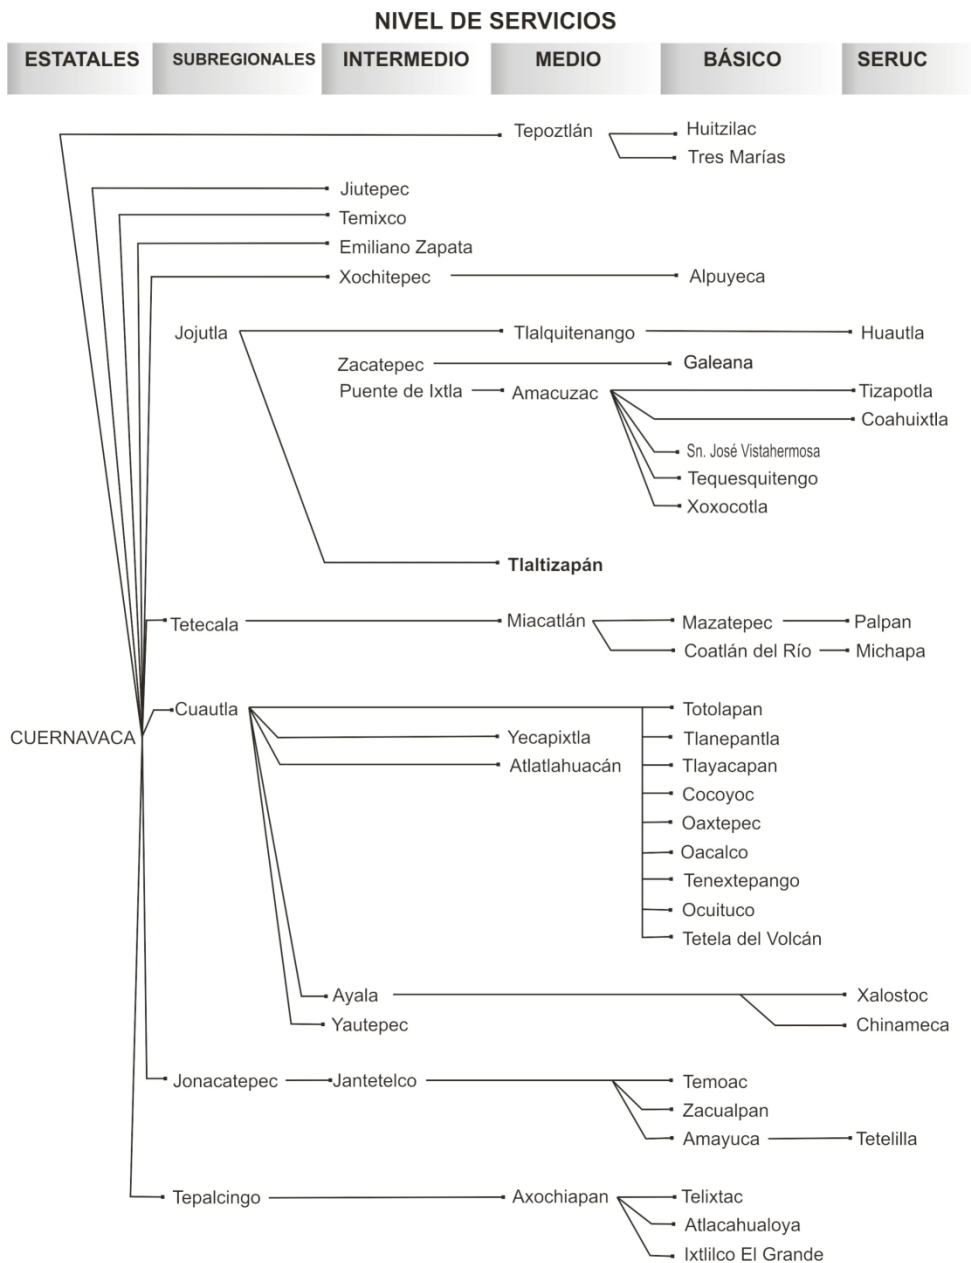 NIVEL DE SERVICIOS
ESTATALES SUBREGIONALES INTERMEDIO MEDIO BÁSICO SERUC
Tepoztlán Huitzilac
Tres Marías
Jiutepec
Temixco
Emiliano Zapata
Xochitepec Alpuyeca
Jojutla Tlalquitenango Huautla
Zacatepec Galeana
Puente de Ixtla Amacuzac Tizapotla
Coahuixtla
Sn. José Vistahermosa
Tequesquitengo
Xoxocotla
Tlaltizapán
Tetecala Miacatlán Mazatepec Palpan
Coatlán del Río Michapa
Cuautla Totolapan
CUERNAVACA Yecapixtla Tlanepantla
Atlatlahuacán Tlayacapan
Cocoyoc
Oaxtepec
Oacalco
Tenextepango
Ocuituco
Tetela del Volcán
Ayala Xalostoc
Yautepec Chinameca
Jonacatepec Jantetelco Temoac
Zacualpan
Amayuca Tetelilla
Tepalcingo Axochiapan Telixtac
Atlacahualoya
Ixtlilco El Grande